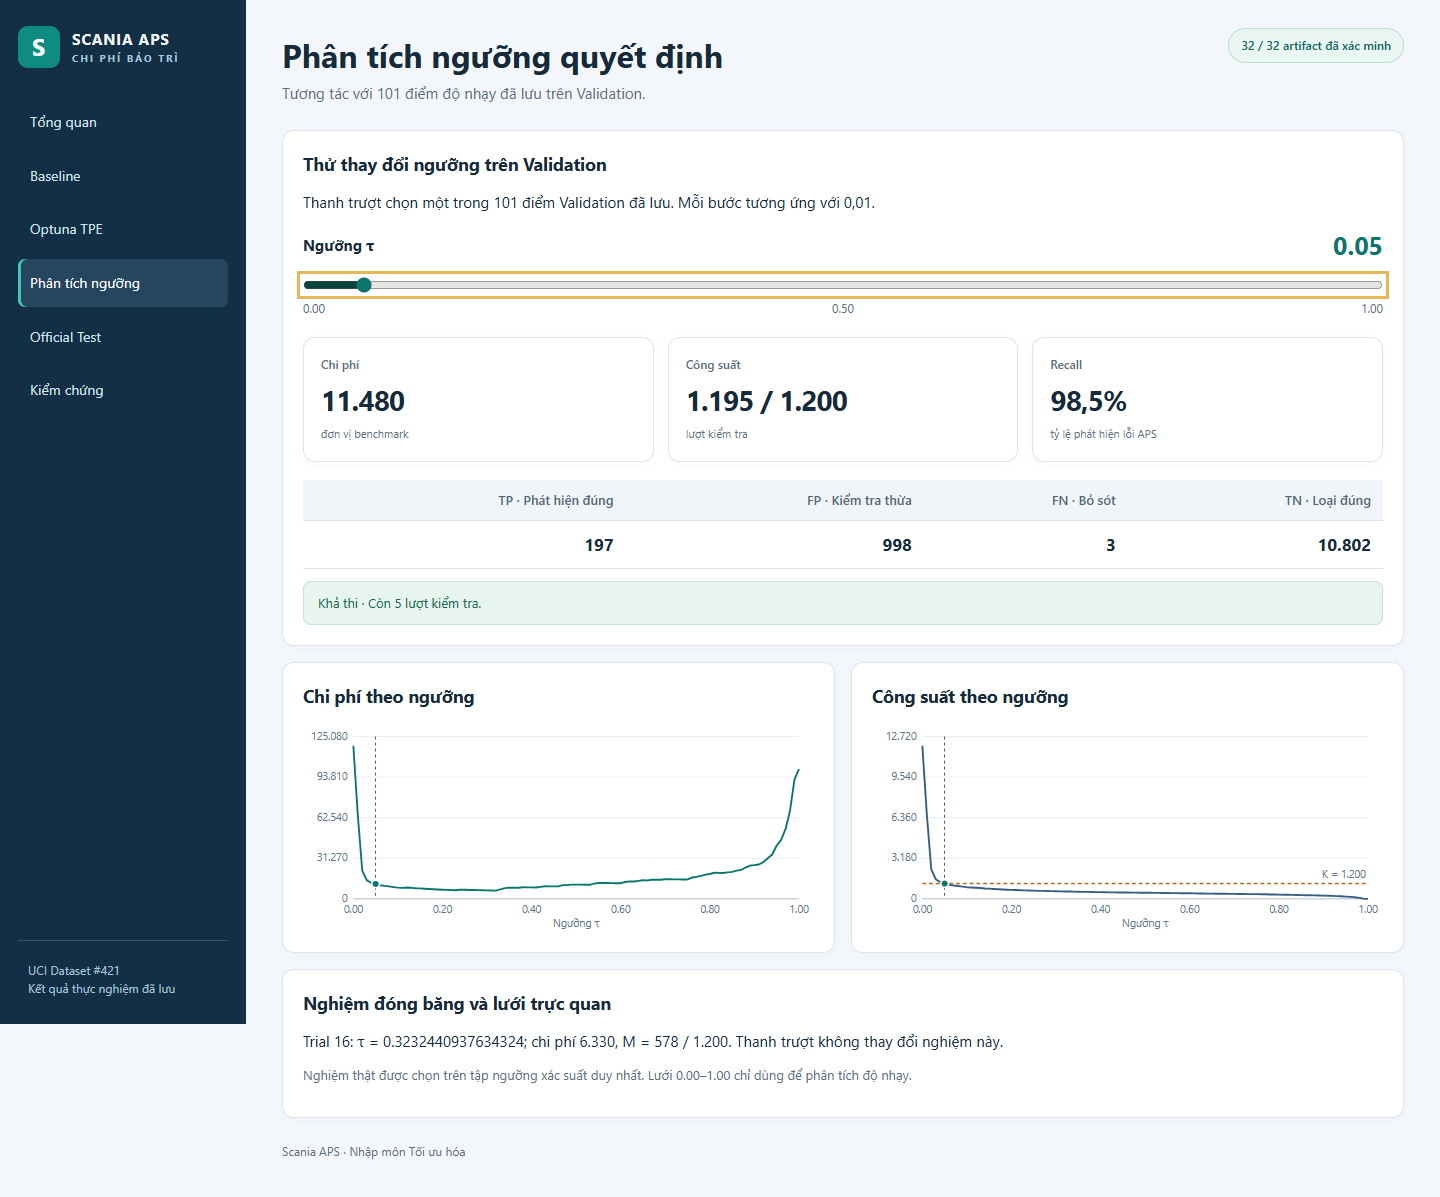 S
SCANIA APS
CHI PHÍ BẢO TRÌ
Tổng quan
Baseline
Optuna TPE
Phân tích ngưỡng
Official Test
Kiểm chứng
UCI Dataset #421
Kết quả thực nghiệm đã lưu
Phân tích ngưỡng quyết định
Tương tác với 101 điểm độ nhạy đã lưu trên Validation.
32 / 32 artifact đã xác minh
Thử thay đổi ngưỡng trên Validation
Thanh trượt chọn một trong 101 điểm Validation đã lưu. Mỗi bước tương ứng với 0,01.
Ngưỡng τ
0.05
0.00 0.50 1.00
Chi phí
11.480
đơn vị benchmark
Công suất
1.195 / 1.200
lượt kiểm tra
Recall
98,5%
tỷ lệ phát hiện lỗi APS
TP · Phát hiện đúng FP · Kiểm tra thừa FN · Bỏ sót TN · Loại đúng
197 998 3 10.802
Khả thi · Còn 5 lượt kiểm tra.
Chi phí theo ngưỡng
125.080
93.810
62.540
31.270
0
0.00 0.20 0.40 0.60 0.80 1.00
Ngưỡng τ
Công suất theo ngưỡng
12.720
9.540
6.360
3.180
0
K = 1.200
0.00 0.20 0.40 0.60 0.80 1.00
Ngưỡng τ
Nghiệm đóng băng và lưới trực quan
Trial 16: τ = 0.3232440937634324; chi phí 6.330, M = 578 / 1.200. Thanh trượt không thay đổi nghiệm này.
Nghiệm thật được chọn trên tập ngưỡng xác suất duy nhất. Lưới 0.00–1.00 chỉ dùng để phân tích độ nhạy.
Scania APS · Nhập môn Tối ưu hóa